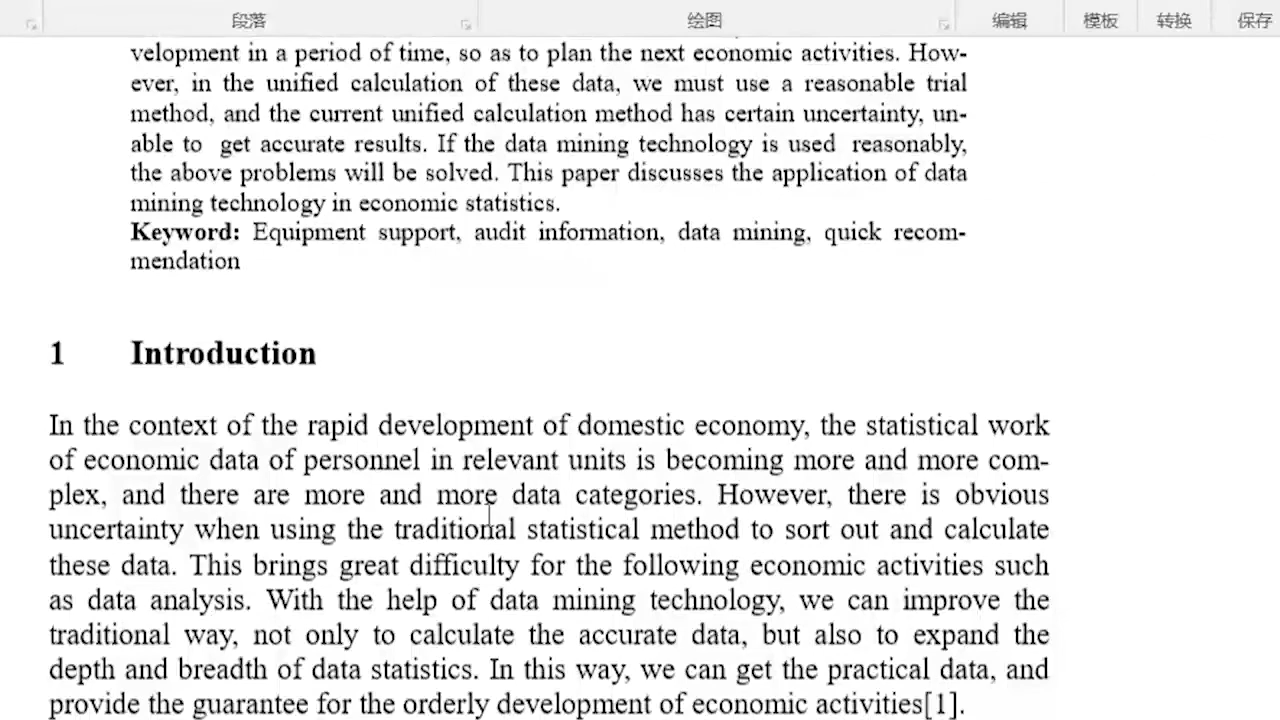 段落 绘图 编辑 模板 转换 保存
velopment in a period of time, so as to plan the next economic activities. How-
ever, in the unified calculation of these data, we must use a reasonable trial
method, and the current unified calculation method has certain uncertainty, un-
able to get accurate results. If the data mining technology is used reasonably,
the above problems will be solved. This paper discusses the application of data
mining technology in economic statistics.
Keyword: Equipment support, audit information, data mining, quick recom-
mendation
1 Introduction
In the context of the rapid development of domestic economy, the statistical work
of economic data of personnel in relevant units is becoming more and more com-
plex, and there are more and more data categories. However, there is obvious
uncertainty when using the traditional statistical method to sort out and calculate
these data. This brings great difficulty for the following economic activities such
as data analysis. With the help of data mining technology, we can improve the
traditional way, not only to calculate the accurate data, but also to expand the
depth and breadth of data statistics. In this way, we can get the practical data, and
provide the guarantee for the orderly development of economic activities[1].